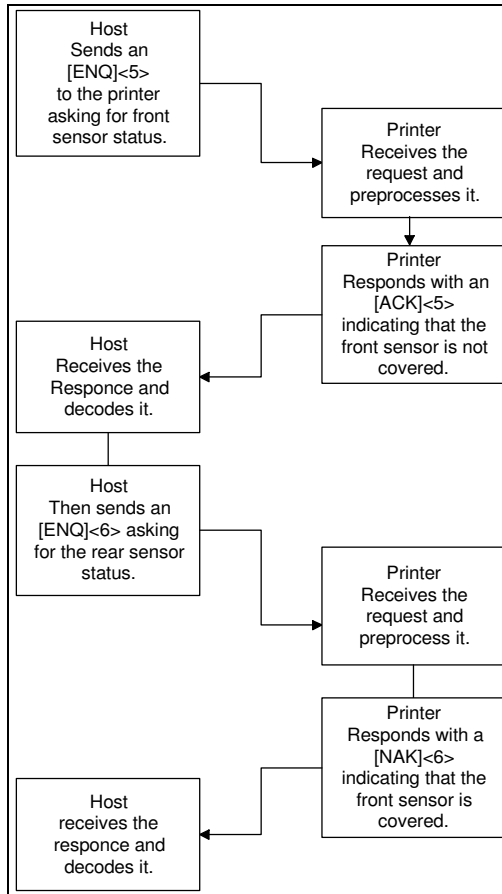 Host
Sends an
[ENQ]<5>
to the printer
asking for front
sensor status.
Printer
Receives the
request and
preprocesses it.
Printer
Responds with an
[ACK]<5>
indicating that the
front sensor is not
covered.
Host
Receives the
Responce and
decodes it.
Host
Then sends an
[ENQ]<6> asking
for the rear sensor
status.
Printer
Receives the
request and
preprocess it.
Printer
Responds with a
[NAK]<6>
indicating that the
front sensor is
covered.
Host
receives the
responce and
decodes it.